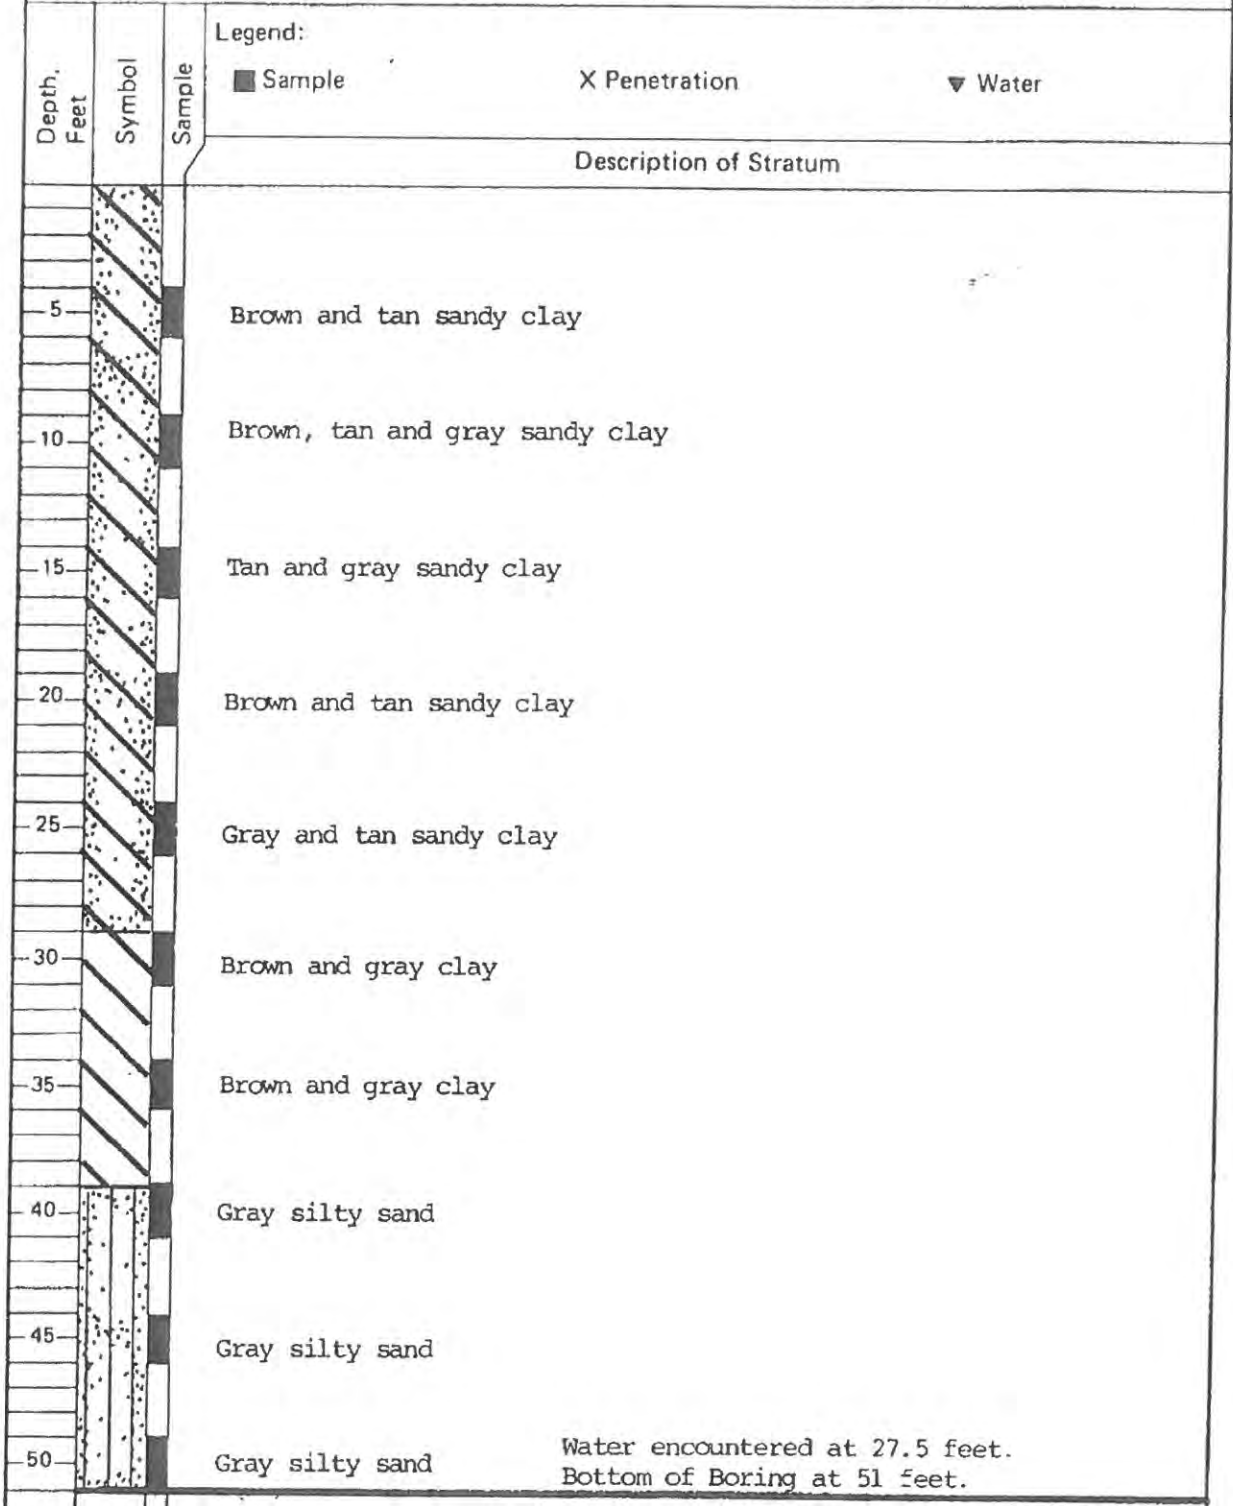 Legend:
Depth, Feet
Symbol
Sample
■ Sample X Penetration ▼ Water
Description of Stratum
5 Brown and tan sandy clay
10 Brown, tan and gray sandy clay
15 Tan and gray sandy clay
20 Brown and tan sandy clay
25 Gray and tan sandy clay
30 Brown and gray clay
35 Brown and gray clay
40 Gray silty sand
45 Gray silty sand
50 Gray silty sand
Water encountered at 27.5 feet.
Bottom of Boring at 51 feet.